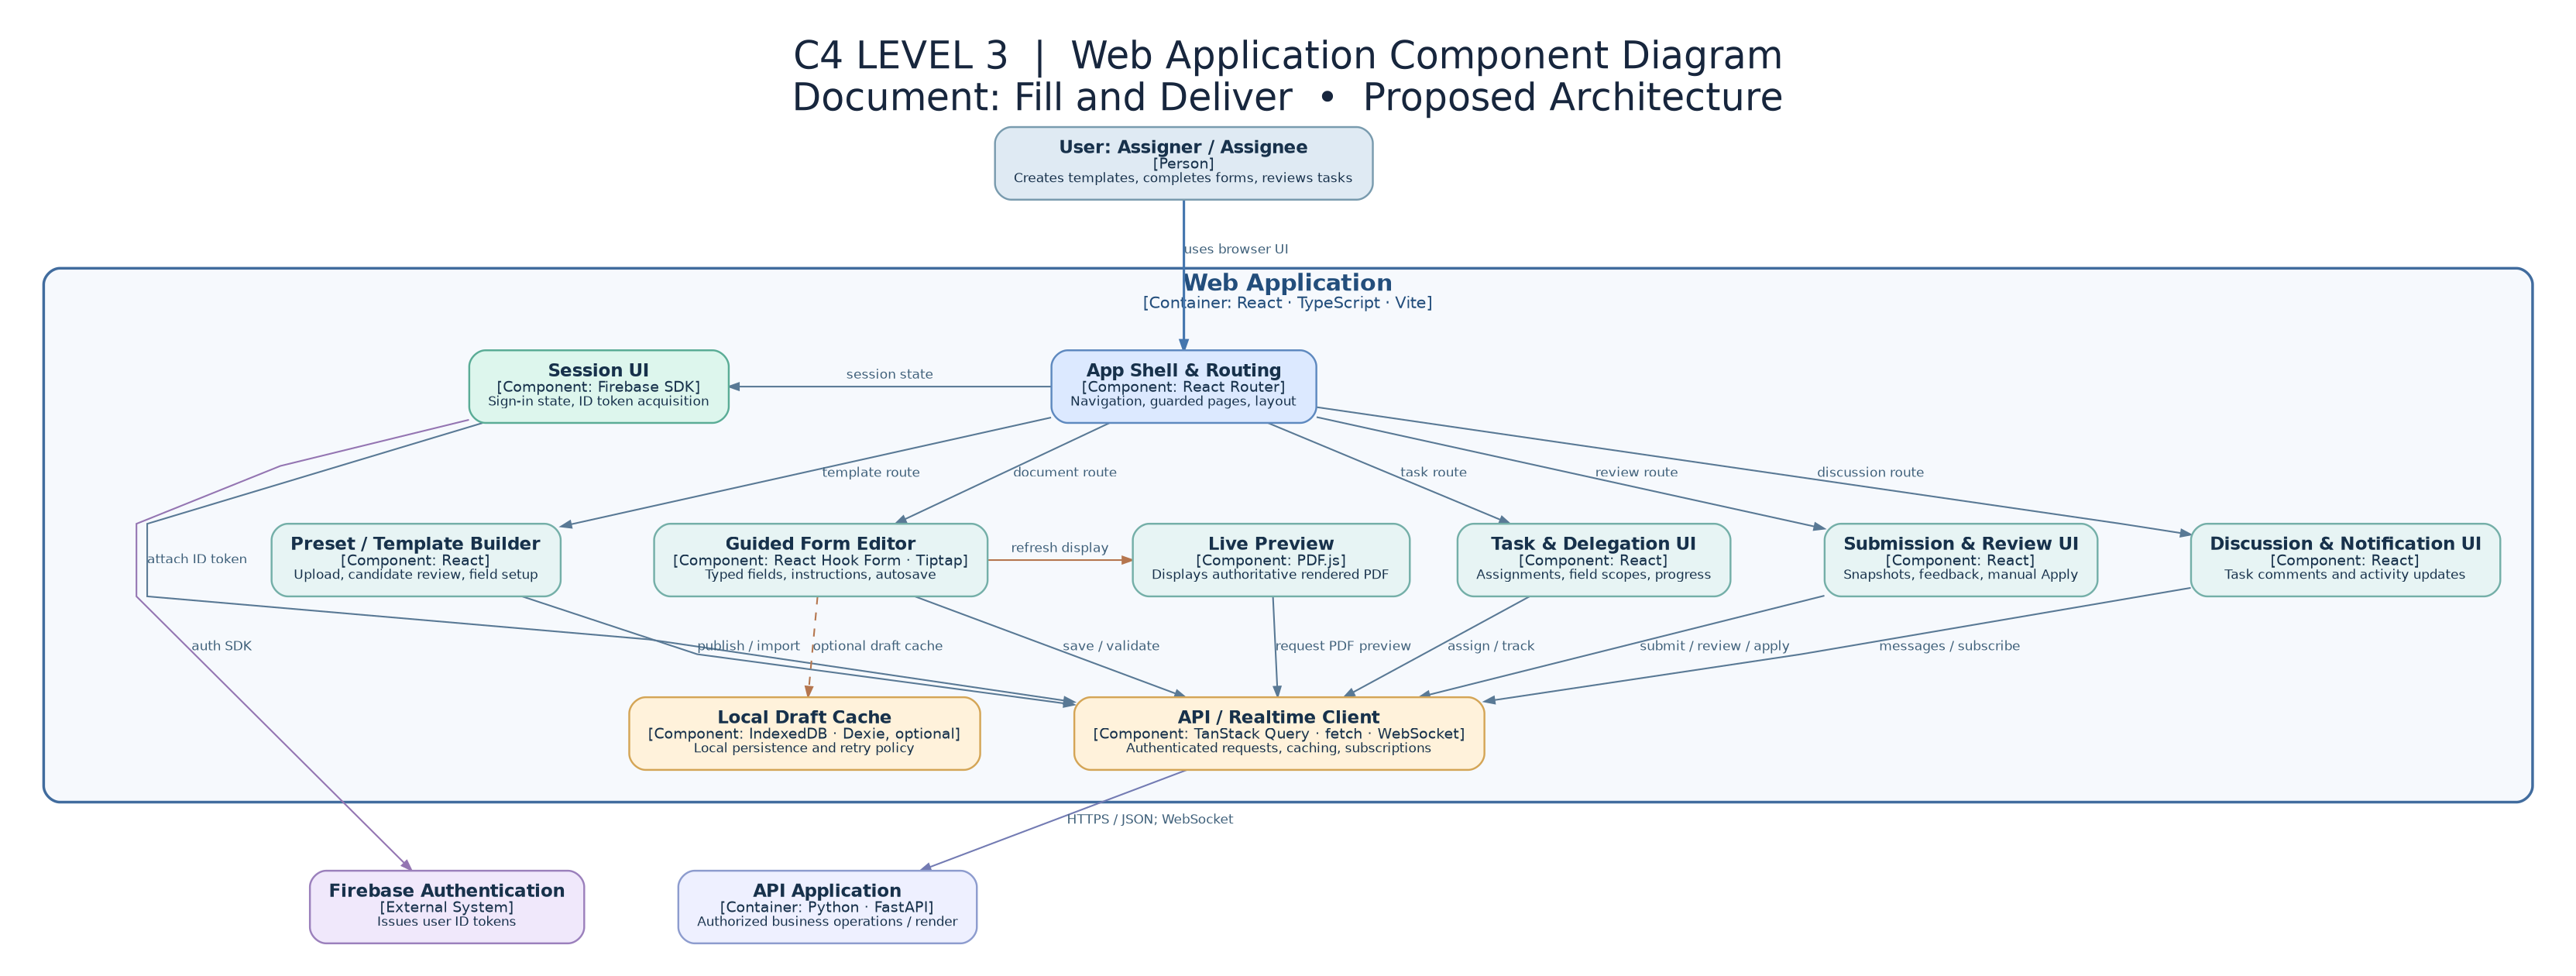 C4 LEVEL 3 | Web Application Component Diagram
Document: Fill and Deliver • Proposed Architecture
User: Assigner / Assignee
[Person]
Creates templates, completes forms, reviews tasks
uses browser UI
Web Application
[Container: React · TypeScript · Vite]
Session UI
[Component: Firebase SDK]
Sign-in state, ID token acquisition
session state
App Shell & Routing
[Component: React Router]
Navigation, guarded pages, layout
template route
document route
task route
review route
discussion route
attach ID token
Preset / Template Builder
[Component: React]
Upload, candidate review, field setup
Guided Form Editor
[Component: React Hook Form · Tiptap]
Typed fields, instructions, autosave
refresh display
Live Preview
[Component: PDF.js]
Displays authoritative rendered PDF
Task & Delegation UI
[Component: React]
Assignments, field scopes, progress
Submission & Review UI
[Component: React]
Snapshots, feedback, manual Apply
Discussion & Notification UI
[Component: React]
Task comments and activity updates
auth SDK
publish / import
optional draft cache
save / validate
request PDF preview
assign / track
submit / review / apply
messages / subscribe
Local Draft Cache
[Component: IndexedDB · Dexie, optional]
Local persistence and retry policy
API / Realtime Client
[Component: TanStack Query · fetch · WebSocket]
Authenticated requests, caching, subscriptions
HTTPS / JSON; WebSocket
Firebase Authentication
[External System]
Issues user ID tokens
API Application
[Container: Python · FastAPI]
Authorized business operations / render